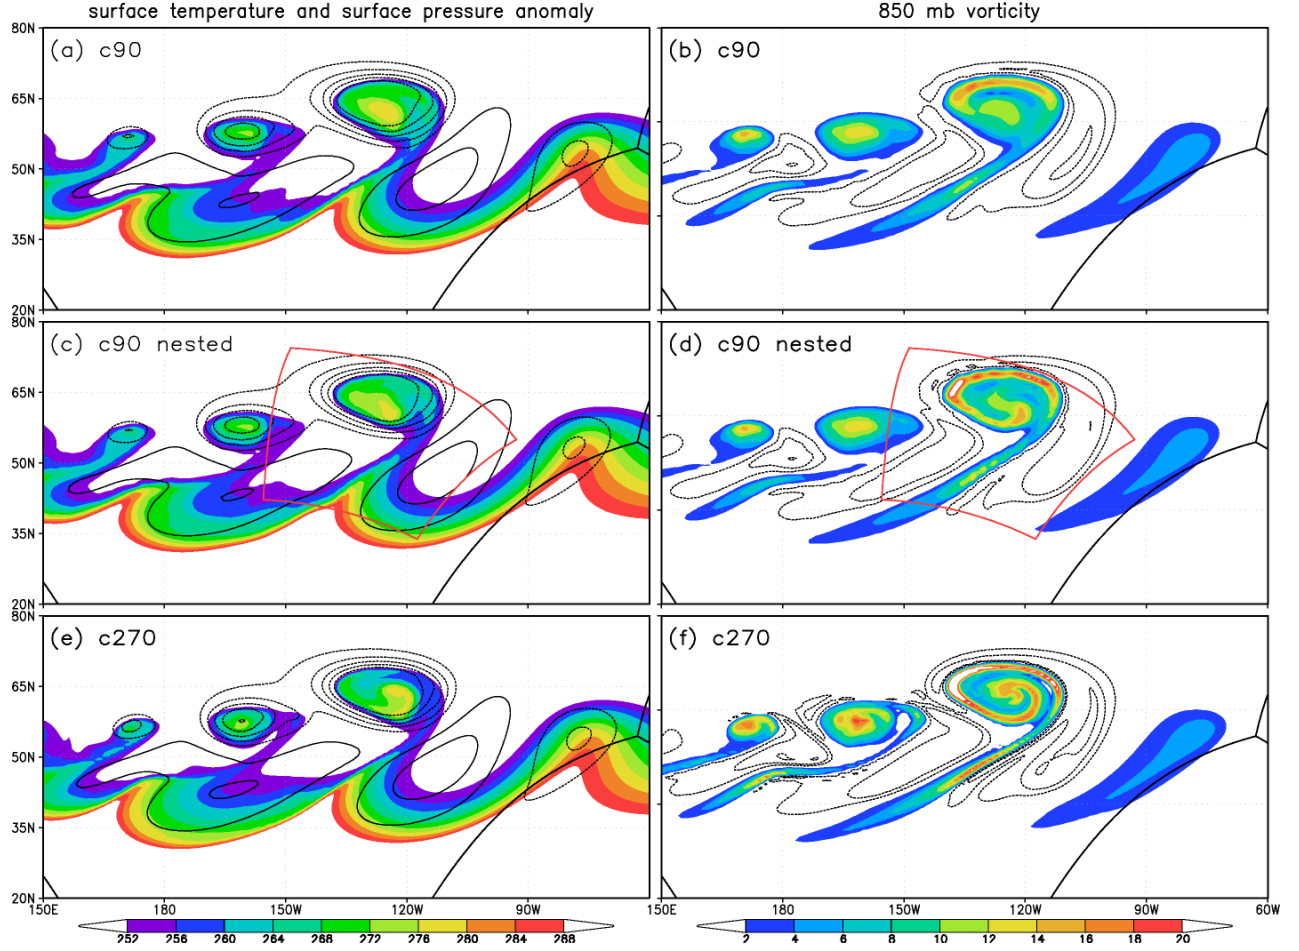 surface temperature and surface pressure anomaly
850 mb vorticity
80N
(a) c90
(b) c90
65N
50N
35N
20N
80N
(c) c90 nested
(d) c90 nested
65N
50N
35N
20N
80N
(e) c270
(f) c270
65N
50N
35N
20N
150E 180 150W 120W
150E 180 150W 120W 90W 60W
252 256 260 264 268 272 276 280 284 288
2 4 6 8 10 12 14 16 18 20